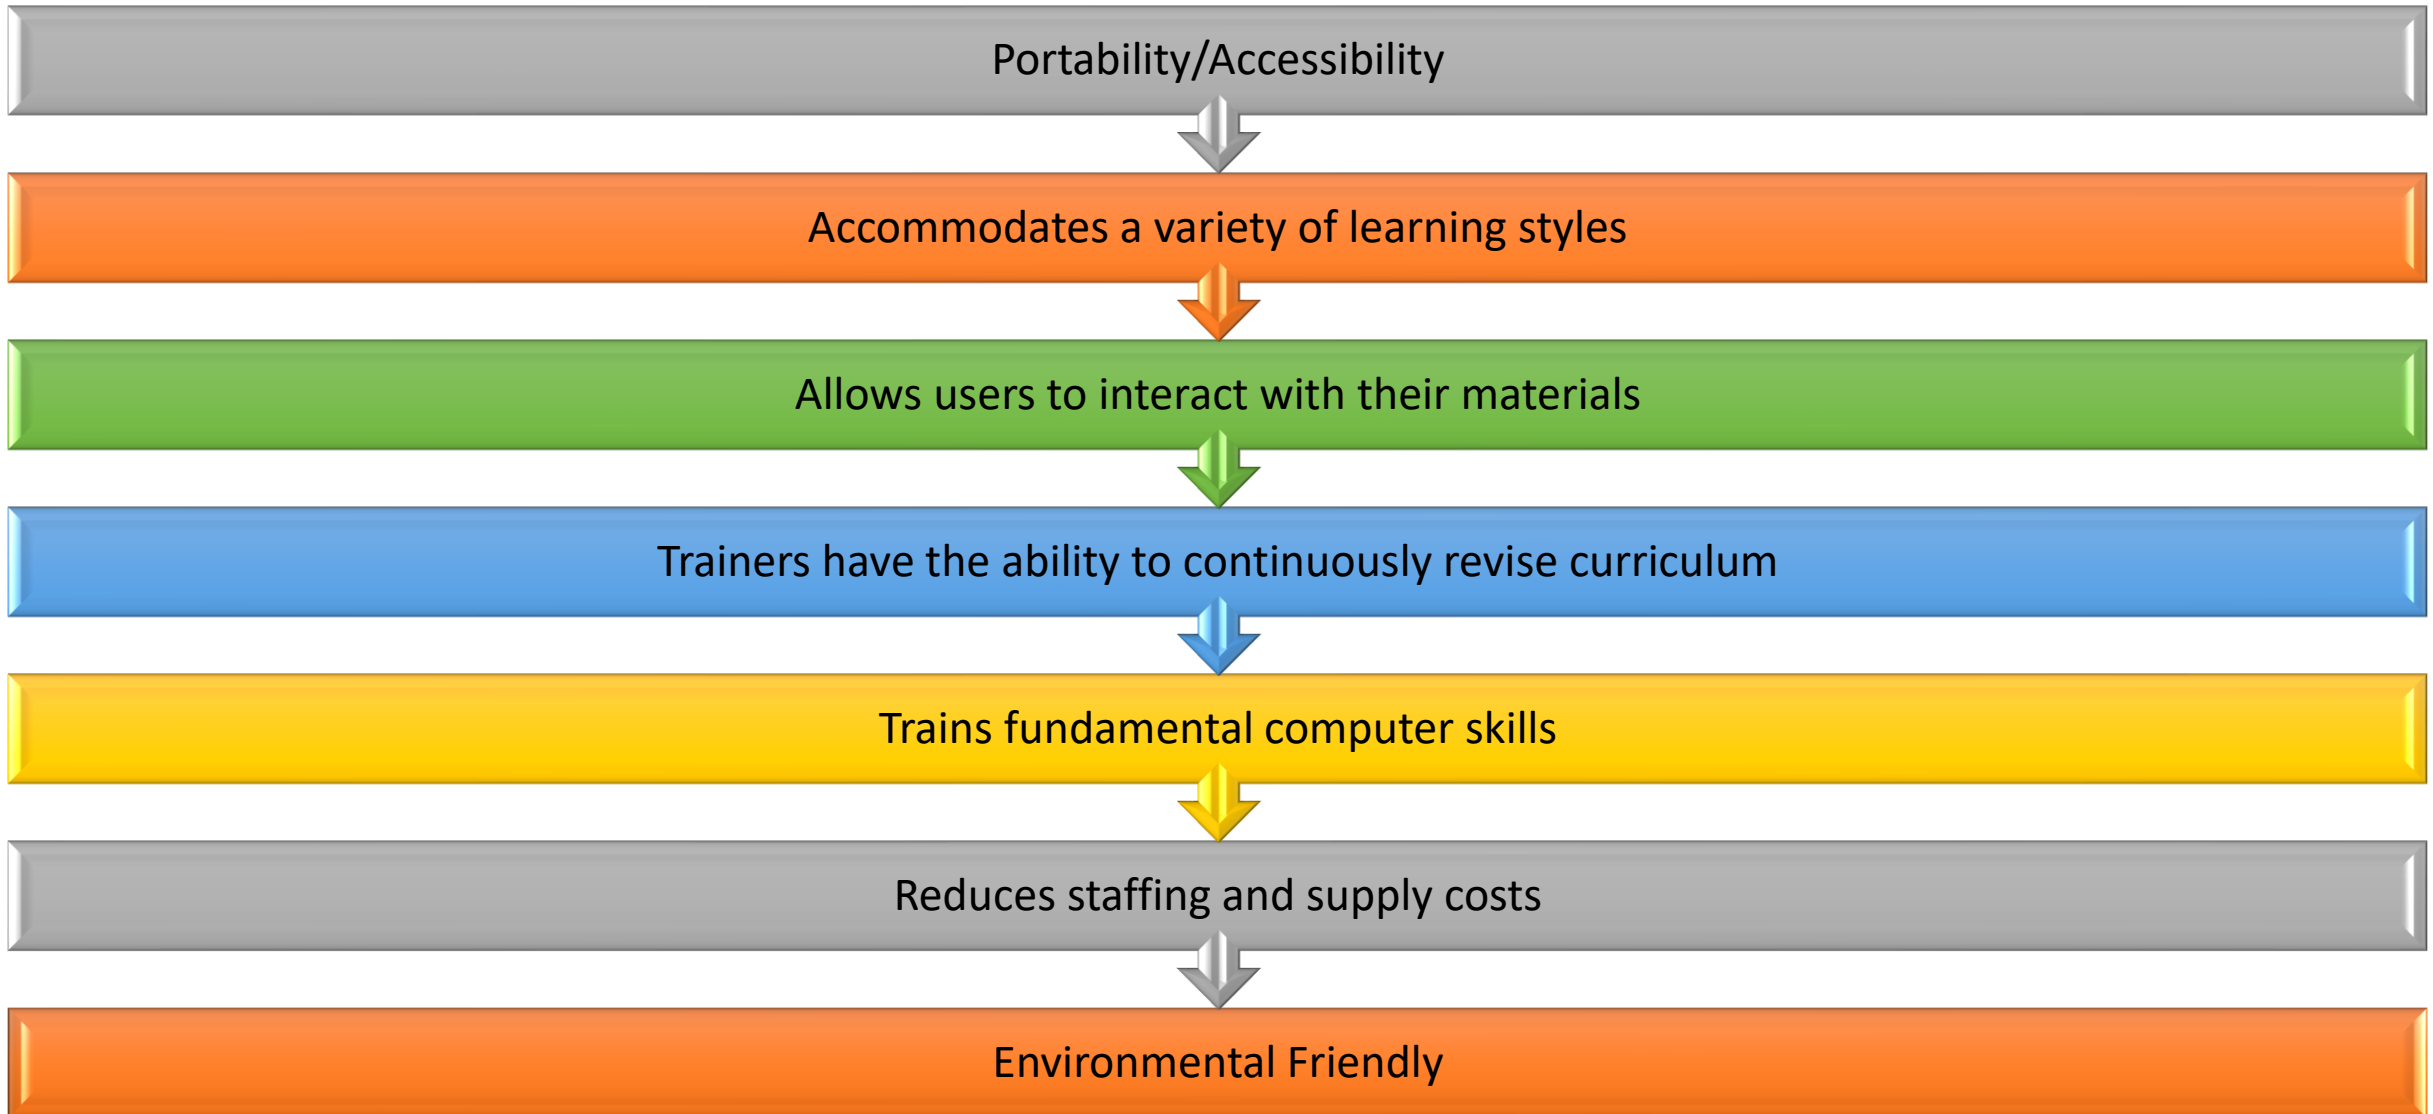 Portability/Accessibility
Accommodates a variety of learning styles
Allows users to interact with their materials
Trainers have the ability to continuously revise curriculum
Trains fundamental computer skills
Reduces staffing and supply costs
Environmental Friendly